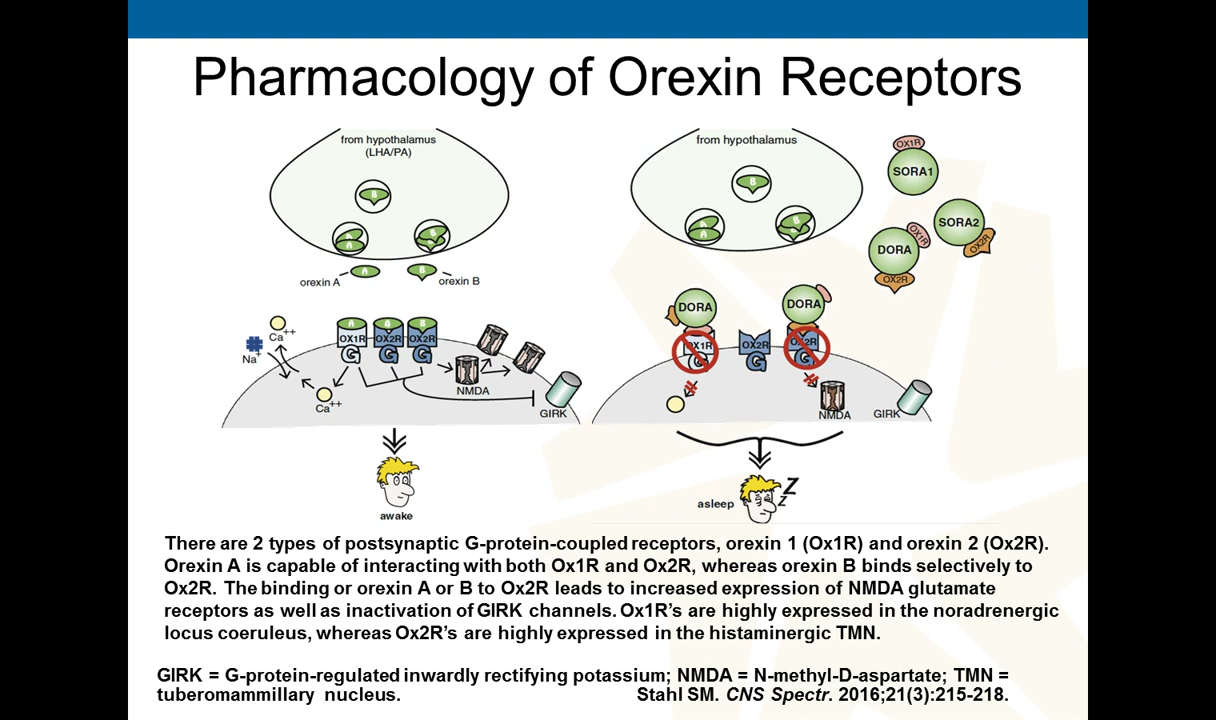 Pharmacology of Orexin Receptors
from hypothalamus
(LHA/PA)
B
A
A
B
A
orexin A
A
B
orexin B
Ca++
Na+
A
A
B
OX1R
OX2R
OX2R
G
G
G
Ca++
NMDA
GIRK
awake
from hypothalamus
B
A
B
OX1R
SORA1
SORA2
OX2R
DORA
OX1R
OX2R
DORA
DORA
OX1R
OX2R
OX2R
G
G
G
NMDA
GIRK
asleep
Z
Z
There are 2 types of postsynaptic G-protein-coupled receptors, orexin 1 (Ox1R) and orexin 2 (Ox2R).
Orexin A is capable of interacting with both Ox1R and Ox2R, whereas orexin B binds selectively to
Ox2R. The binding or orexin A or B to Ox2R leads to increased expression of NMDA glutamate
receptors as well as inactivation of GIRK channels. Ox1R's are highly expressed in the noradrenergic
locus coeruleus, whereas Ox2R's are highly expressed in the histaminergic TMN.
GIRK = G-protein-regulated inwardly rectifying potassium; NMDA = N-methyl-D-aspartate; TMN =
tuberomammillary nucleus. Stahl SM. CNS Spectr. 2016;21(3):215-218.